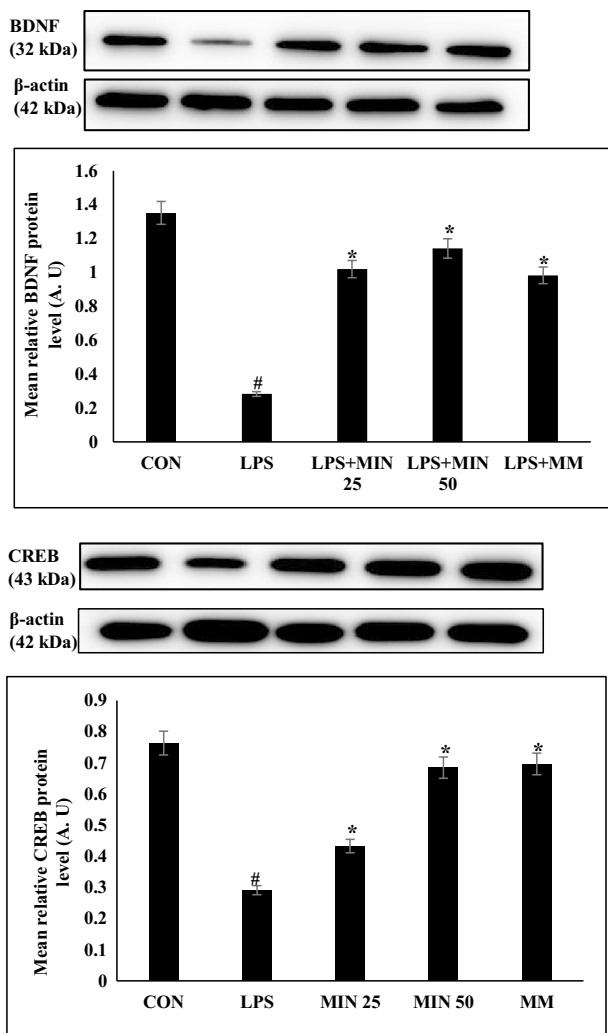 BDNF
(32 kDa)
β-actin
(42 kDa)
Mean relative BDNF protein
level (A. U)
1.6
1.4
1.2
1
0.8
0.6
0.4
0.2
0
#
*
*
*
CON LPS LPS+MIN LPS+MIN LPS+MM
25 50
CREB
(43 kDa)
β-actin
(42 kDa)
Mean relative CREB protein
level (A. U)
0.9
0.8
0.7
0.6
0.5
0.4
0.3
0.2
0.1
0
#
*
*
*
CON LPS MIN 25 MIN 50 MM